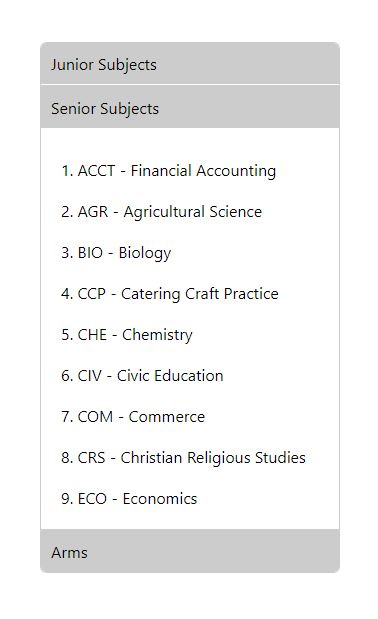 Junior Subjects
Senior Subjects
1. ACCT - Financial Accounting
2. AGR - Agricultural Science
3. BIO - Biology
4. CCP - Catering Craft Practice
5. CHE - Chemistry
6. CIV - Civic Education
7. COM - Commerce
8. CRS - Christian Religious Studies
9. ECO - Economics
Arms